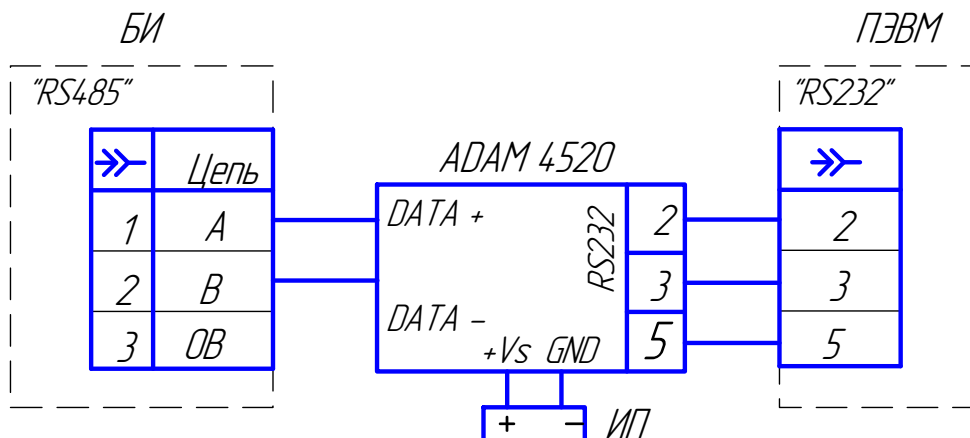 БИ
ПЭВМ
"RS485"
"RS232"
ADAM 4520
Цепь
1 A
2 B
3 ОВ
DATA +
DATA -
+Vs GND
RS232
2
3
5
2
3
5
+ -
ИП